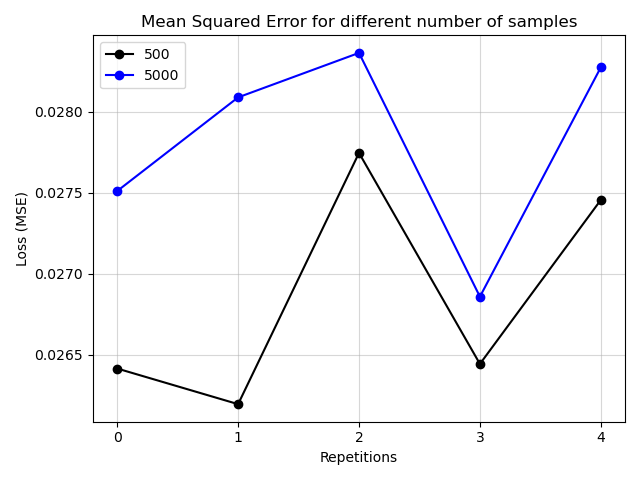 Mean Squared Error for different number of samples
500
5000
0.0280
0.0275
0.0270
0.0265
Loss (MSE)
0 1 2 3 4
Repetitions